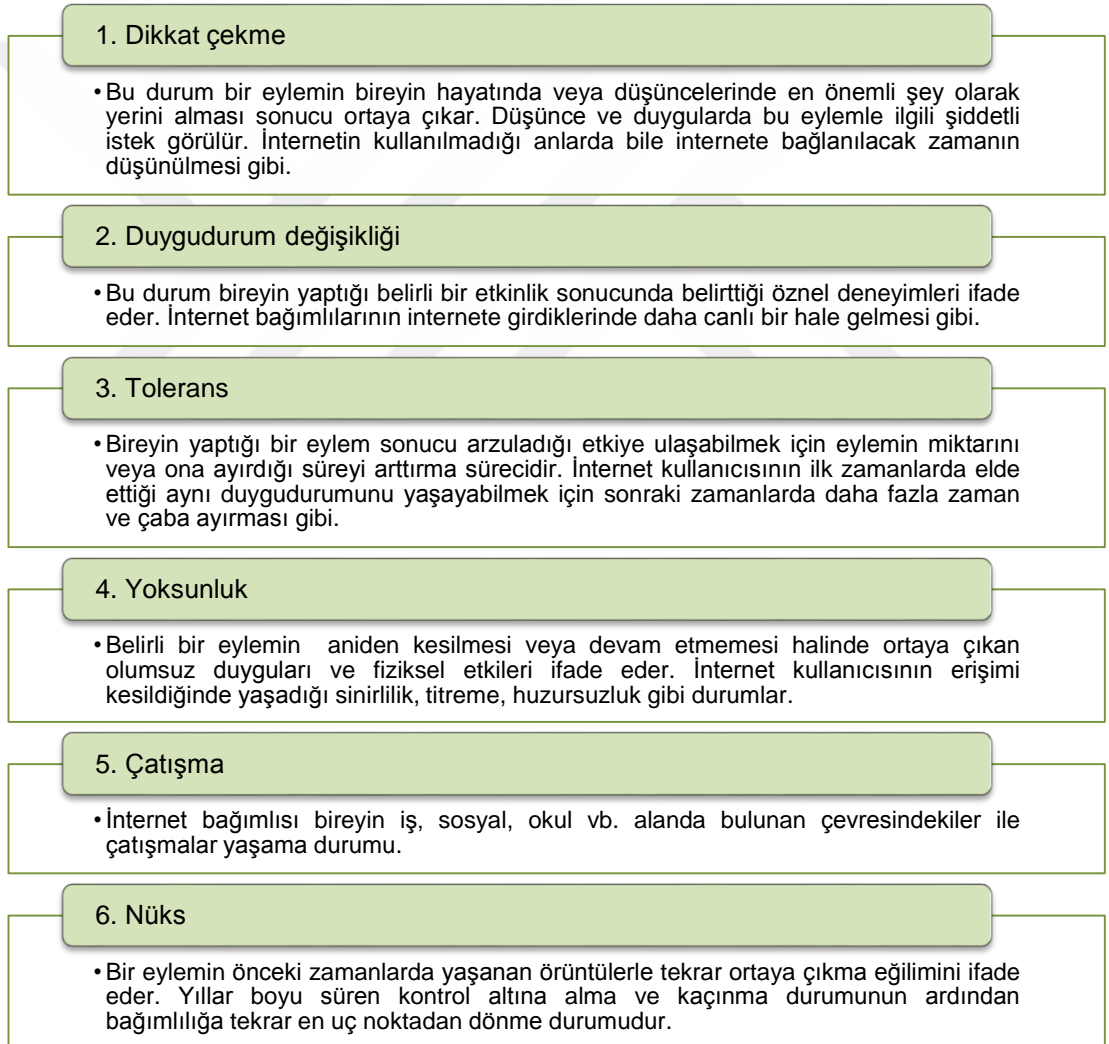 1. Dikkat çekme
•Bu durum bir eylemin bireyin hayatında veya düşüncelerinde en önemli şey olarak
yerini alması sonucu ortaya çıkar. Düşünce ve duygularda bu eylemle ilgili şiddetli
istek görülür. İnternetin kullanılmadığı anlarda bile internete bağlanılacak zamanın
düşünülmesi gibi.
2. Duygudurum değişikliği
•Bu durum bireyin yaptığı belirli bir etkinlik sonucunda belirttiği öznel deneyimleri ifade
eder. İnternet bağımlılarının internete girdiklerinde daha canlı bir hale gelmesi gibi.
3. Tolerans
•Bireyin yaptığı bir eylem sonucu arzuladığı etkiye ulaşabilmek için eylemin miktarını
veya ona ayırdığı süreyi arttırma sürecidir. İnternet kullanıcısının ilk zamanlarda elde
ettiği aynı duygudurumunu yaşayabilmek için sonraki zamanlarda daha fazla zaman
ve çaba ayırması gibi.
4. Yoksunluk
•Belirli bir eylemin aniden kesilmesi veya devam etmemesi halinde ortaya çıkan
olumsuz duyguları ve fiziksel etkileri ifade eder. İnternet kullanıcısının erişimi
kesildiğinde yaşadığı sinirlilik, titreme, huzursuzluk gibi durumlar.
5. Çatışma
•İnternet bağımlısı bireyin iş, sosyal, okul vb. alanda bulunan çevresindekiler ile
çatışmalar yaşama durumu.
6. Nüks
•Bir eylemin önceki zamanlarda yaşanan örüntülerle tekrar ortaya çıkma eğilimini ifade
eder. Yıllar boyu süren kontrol altına alma ve kaçınma durumunun ardından
bağımlılığa tekrar en uç noktadan dönme durumudur.